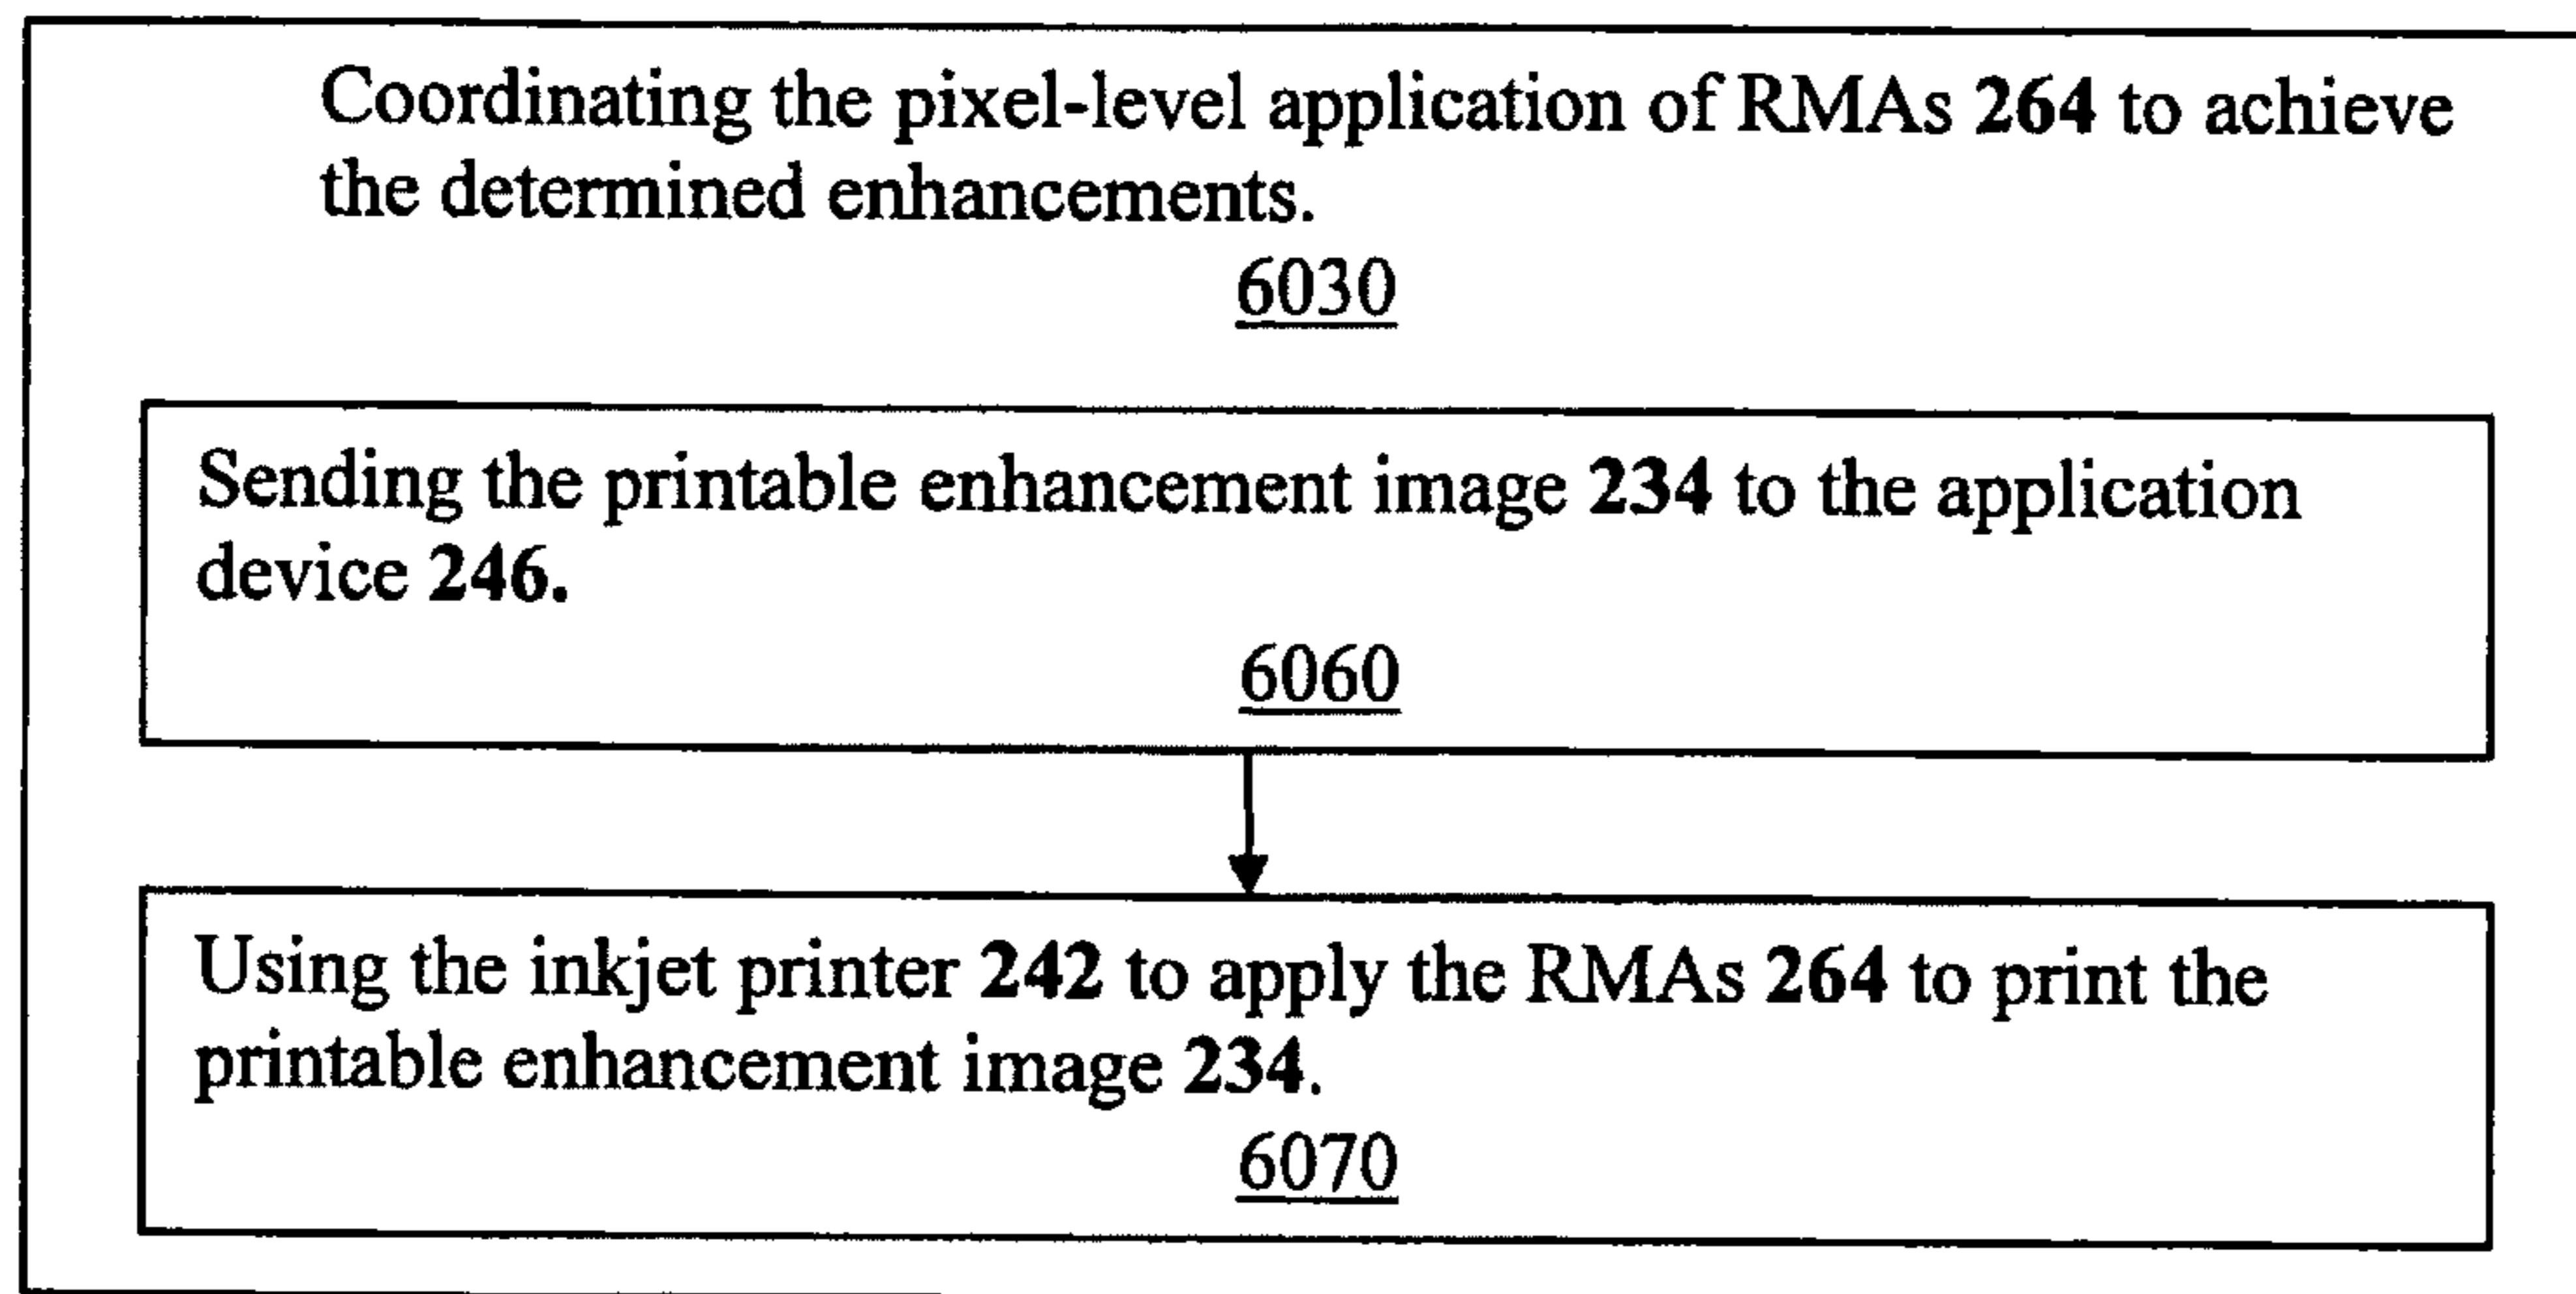 Coordinating the pixel-level application of RMAs 264 to achieve
the determined enhancements.
6030
Sending the printable enhancement image 234 to the application
device 246.
6060
Using the inkjet printer 242 to apply the RMAs 264 to print the
printable enhancement image 234.
6070